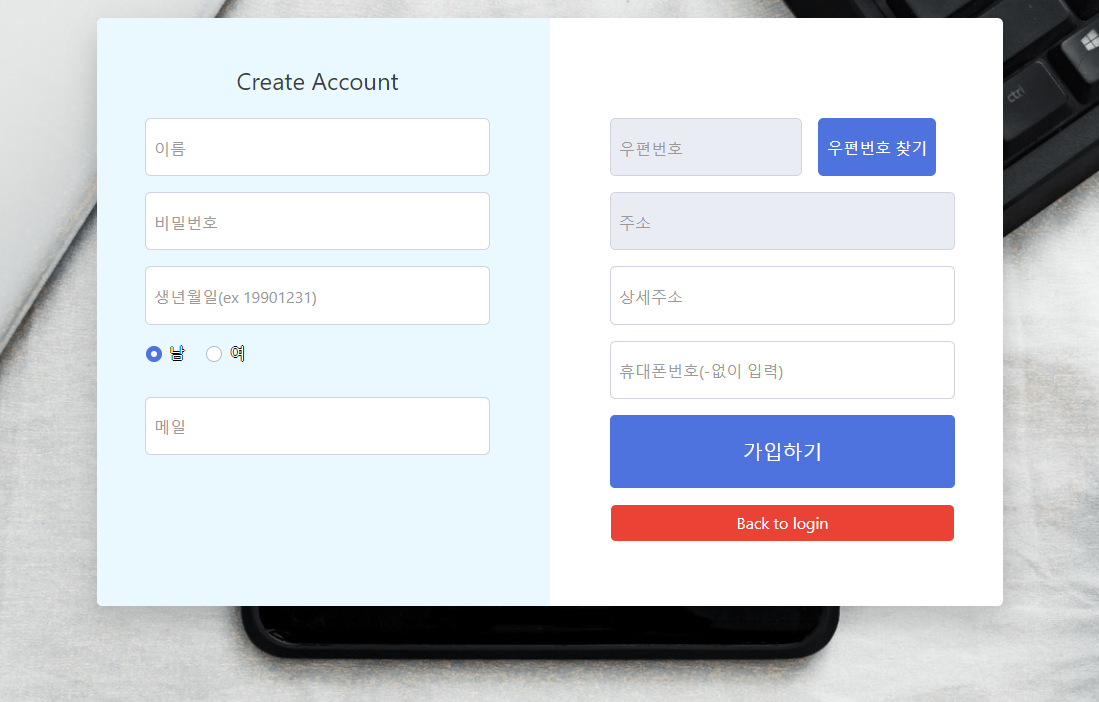 Create Account
이름
비밀번호
생년월일(ex 19901231)
남 여
메일
우편번호 우편번호 찾기
주소
상세주소
휴대폰번호(-없이 입력)
가입하기
Back to login
ctrl